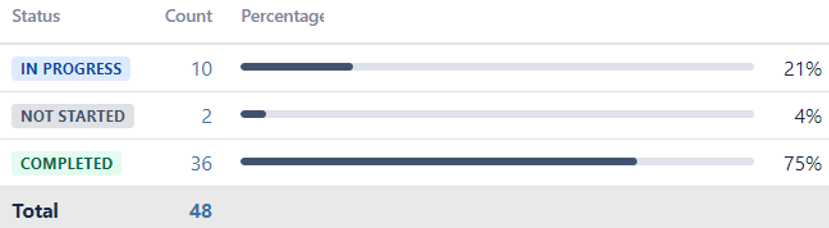 Status Count Percentage
IN PROGRESS 10 21%
NOT STARTED 2 4%
COMPLETED 36 75%
Total 48